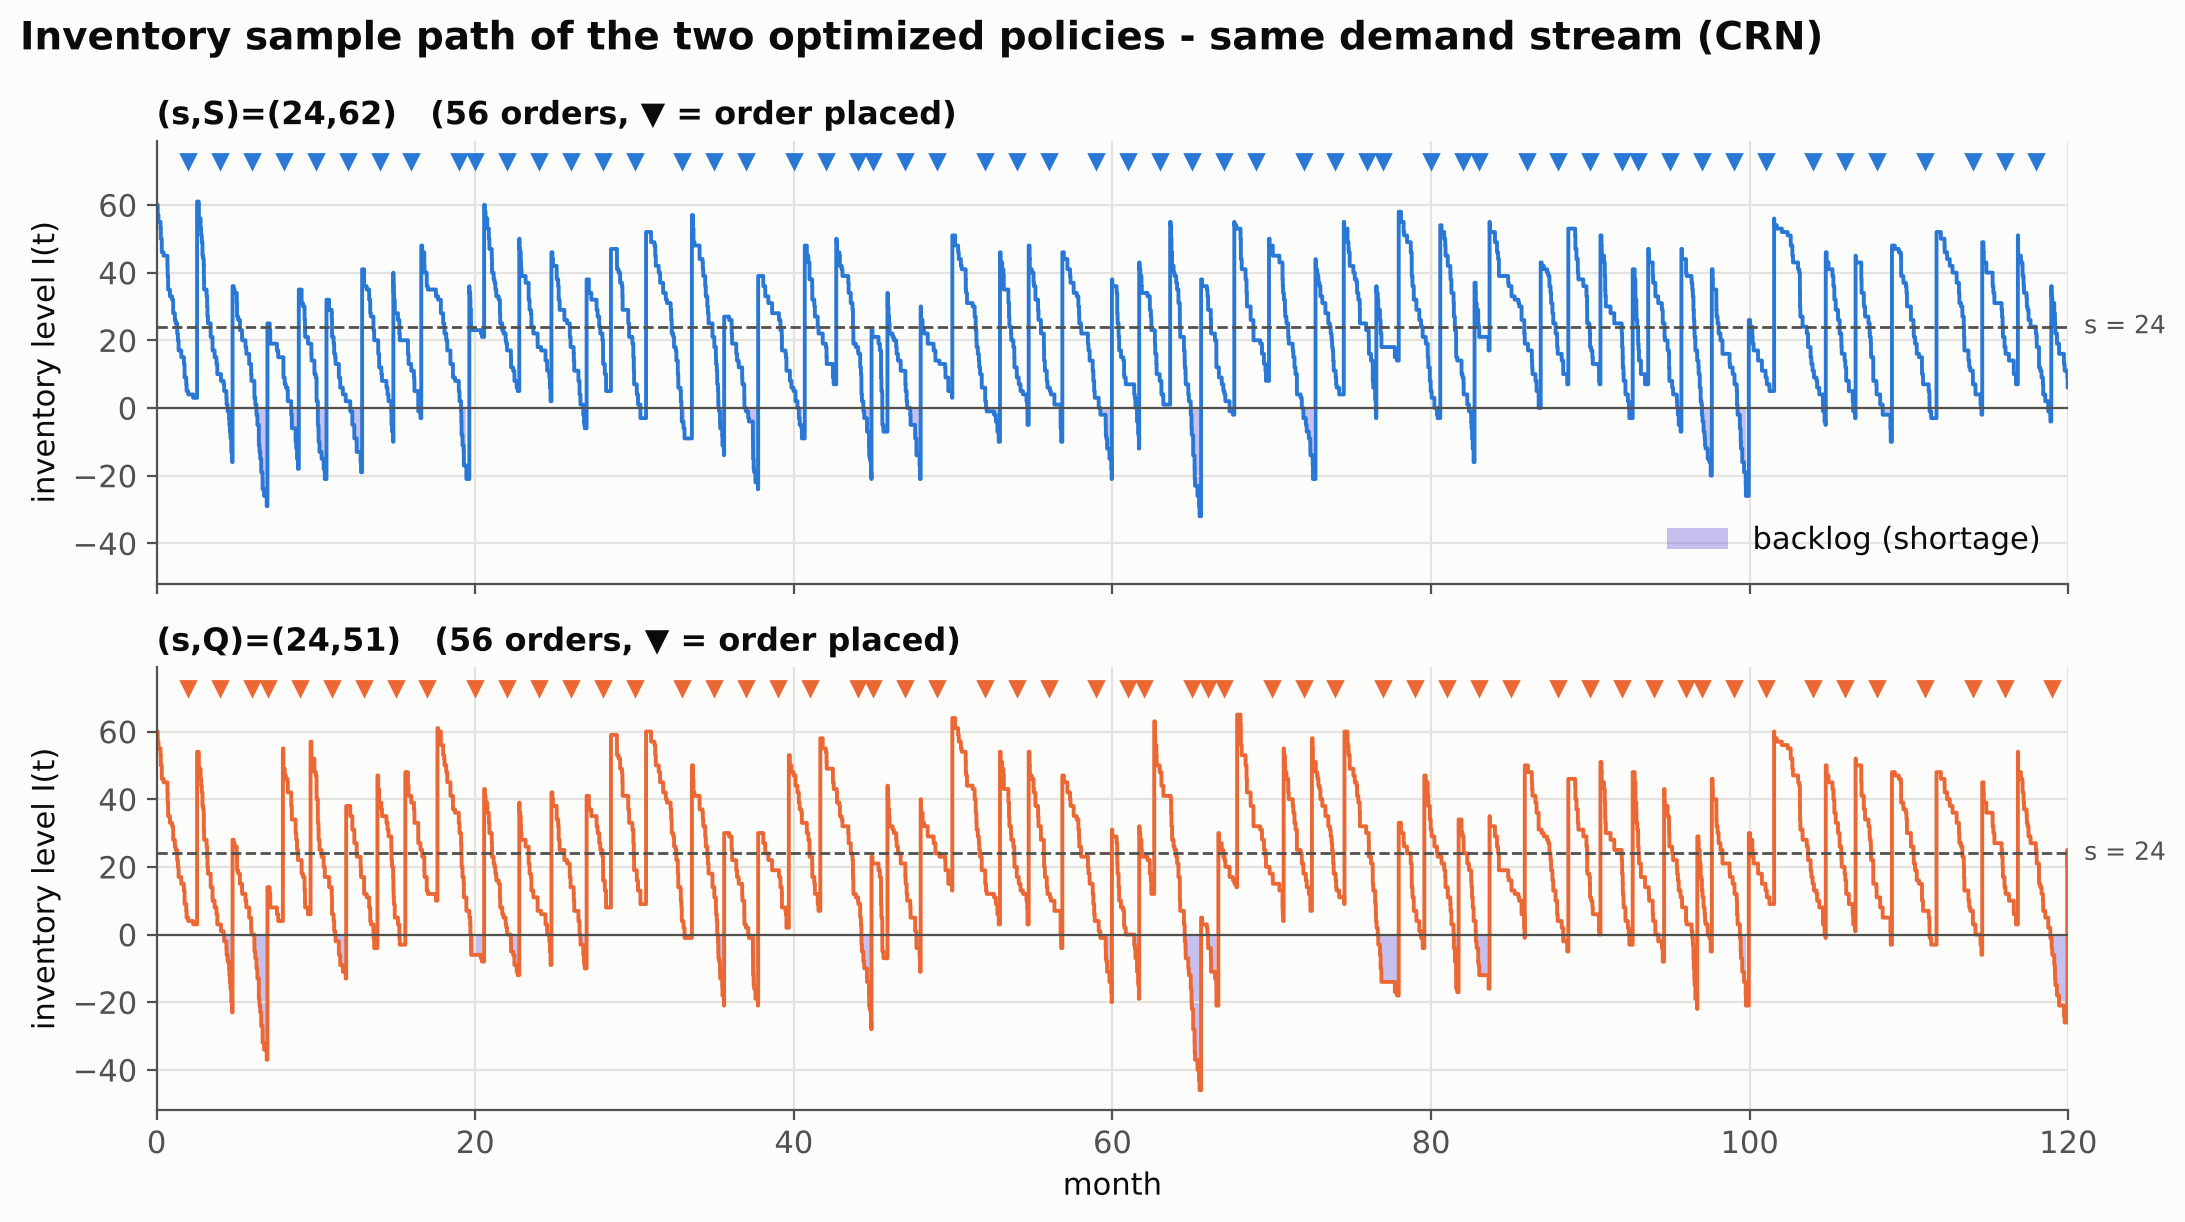 Inventory sample path of the two optimized policies - same demand stream (CRN)
(s,S)=(24,62) (56 orders, ▼ = order placed)
inventory level I(t)
60
40
20
0
−20
−40
s = 24
backlog (shortage)
(s,Q)=(24,51) (56 orders, ▼ = order placed)
inventory level I(t)
60
40
20
0
−20
−40
s = 24
0 20 40 60 80 100 120
month